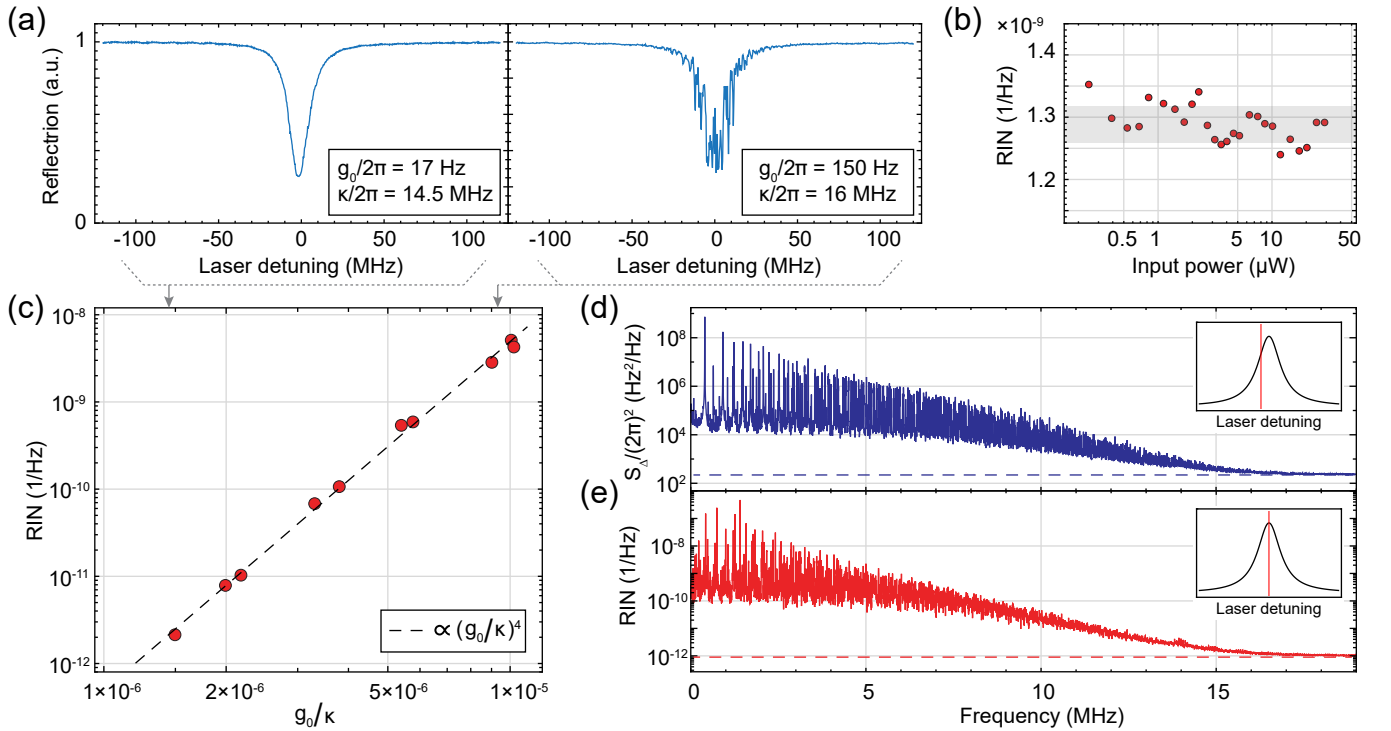 (a)
Reflectrion (a.u.)
1
0
g₀/2π = 17 Hz
κ/2π = 14.5 MHz
-100 -50 0 50 100
Laser detuning (MHz)
g₀/2π = 150 Hz
κ/2π = 16 MHz
-100 -50 0 50 100
Laser detuning (MHz)
(b)
×10⁻⁹
RIN (1/Hz)
1.4
1.3
1.2
0.5 1 5 10 50
Input power (µW)
(c)
RIN (1/Hz)
10⁻⁸
10⁻⁹
10⁻¹⁰
10⁻¹¹
10⁻¹²
∝ (g₀/κ)⁴
1×10⁻⁶ 2×10⁻⁶ 5×10⁻⁶ 1×10⁻⁵
g₀/κ
(d)
S_Δ/(2π)² (Hz²/Hz)
10⁸
10⁶
10⁴
10²
Laser detuning
(e)
RIN (1/Hz)
10⁻⁸
10⁻¹⁰
10⁻¹²
Laser detuning
0 5 10 15
Frequency (MHz)